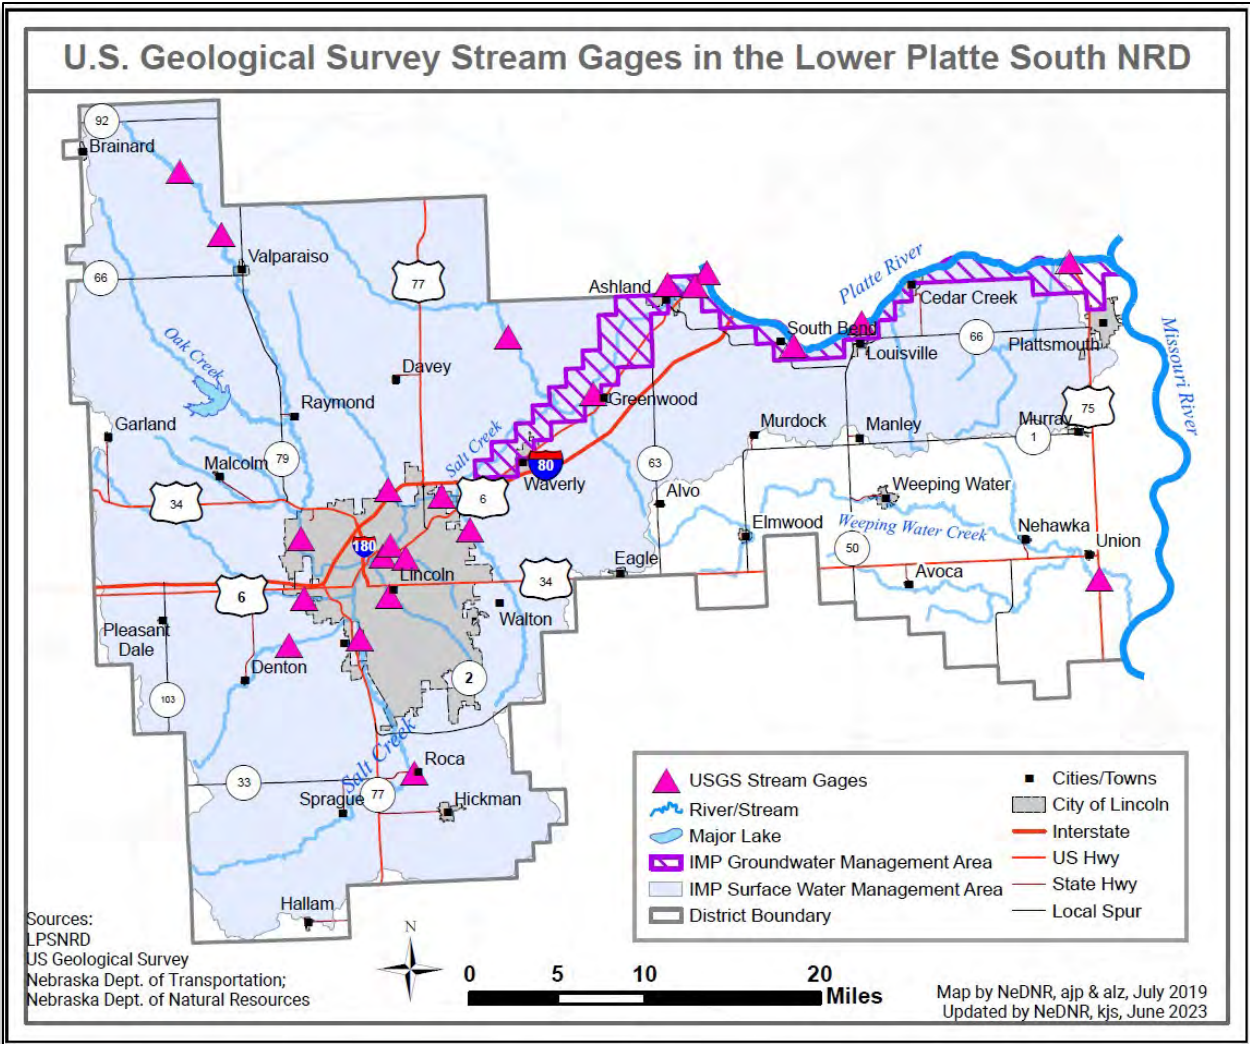 U.S. Geological Survey Stream Gages in the Lower Platte South NRD
92
Brainard
Valparaiso
66
77
Ashland
Platte River
Cedar Creek
South Bend
Louisville
66
Plattsmouth
Missouri River
Oak Creek
Davey
Raymond
Greenwood
75
Garland
Murdock
Manley
Murray
1
Salt Creek
Malcolm
79
80
63
Waverly
34
6
Alvo
Weeping Water
Elmwood
Weeping Water Creek
Nehawka
180
50
Union
Lincoln
Eagle
34
Avoca
6
Walton
Pleasant
Dale
Denton
2
103
Salt Creek
Roca
33
Sprague
77
Hickman
Hallam
USGS Stream Gages
River/Stream
Major Lake
IMP Groundwater Management Area
IMP Surface Water Management Area
District Boundary
Cities/Towns
City of Lincoln
Interstate
US Hwy
State Hwy
Local Spur
Sources:
LPSNRD
US Geological Survey
Nebraska Dept. of Transportation;
Nebraska Dept. of Natural Resources
N
0 5 10 20
Miles
Map by NeDNR, ajp & alz, July 2019
Updated by NeDNR, kjs, June 2023